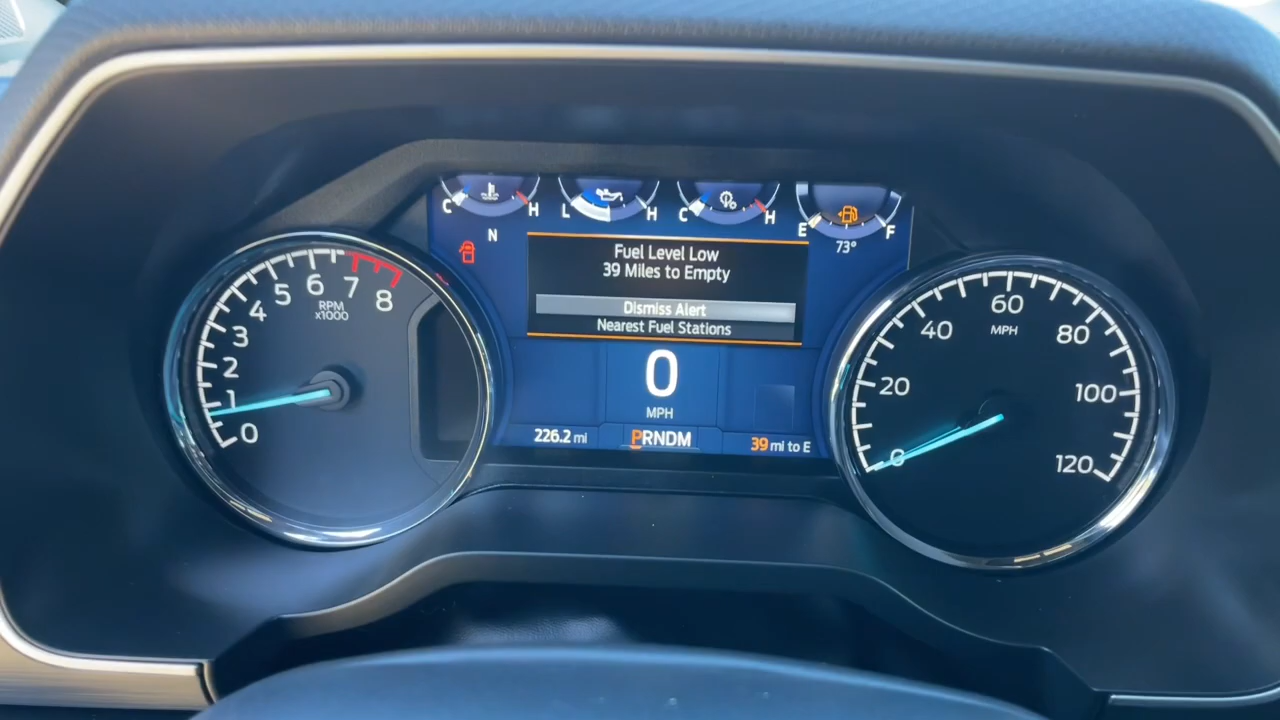 C H L H C H E F
N
73°
Fuel Level Low
39 Miles to Empty
Dismiss Alert
Nearest Fuel Stations
0
MPH
226.2 mi
PRNDM
39 mi to E
0 1 2 3 4 5 6 7 8
RPM
x1000
0 20 40 60 80 100 120
MPH